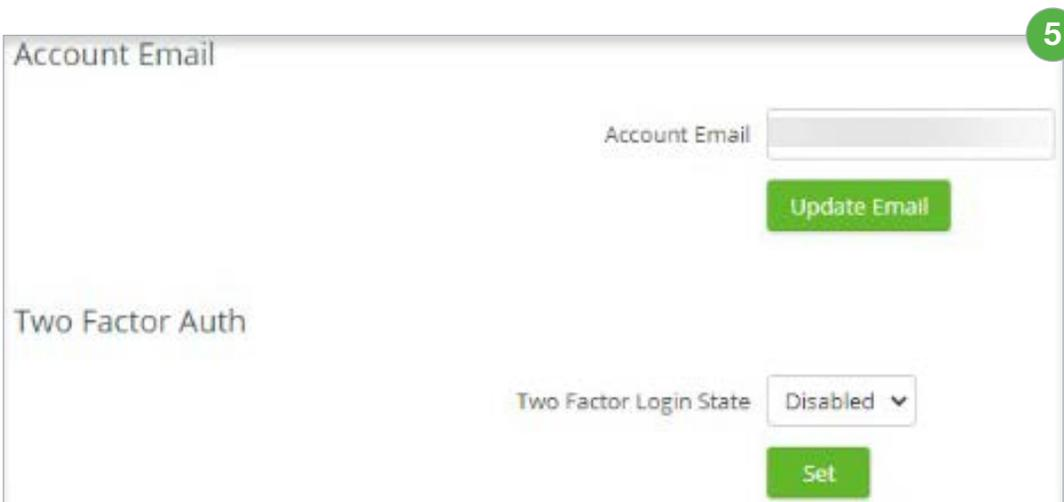 5
Account Email
Account Email
Update Email
Two Factor Auth
Two Factor Login State Disabled
Set